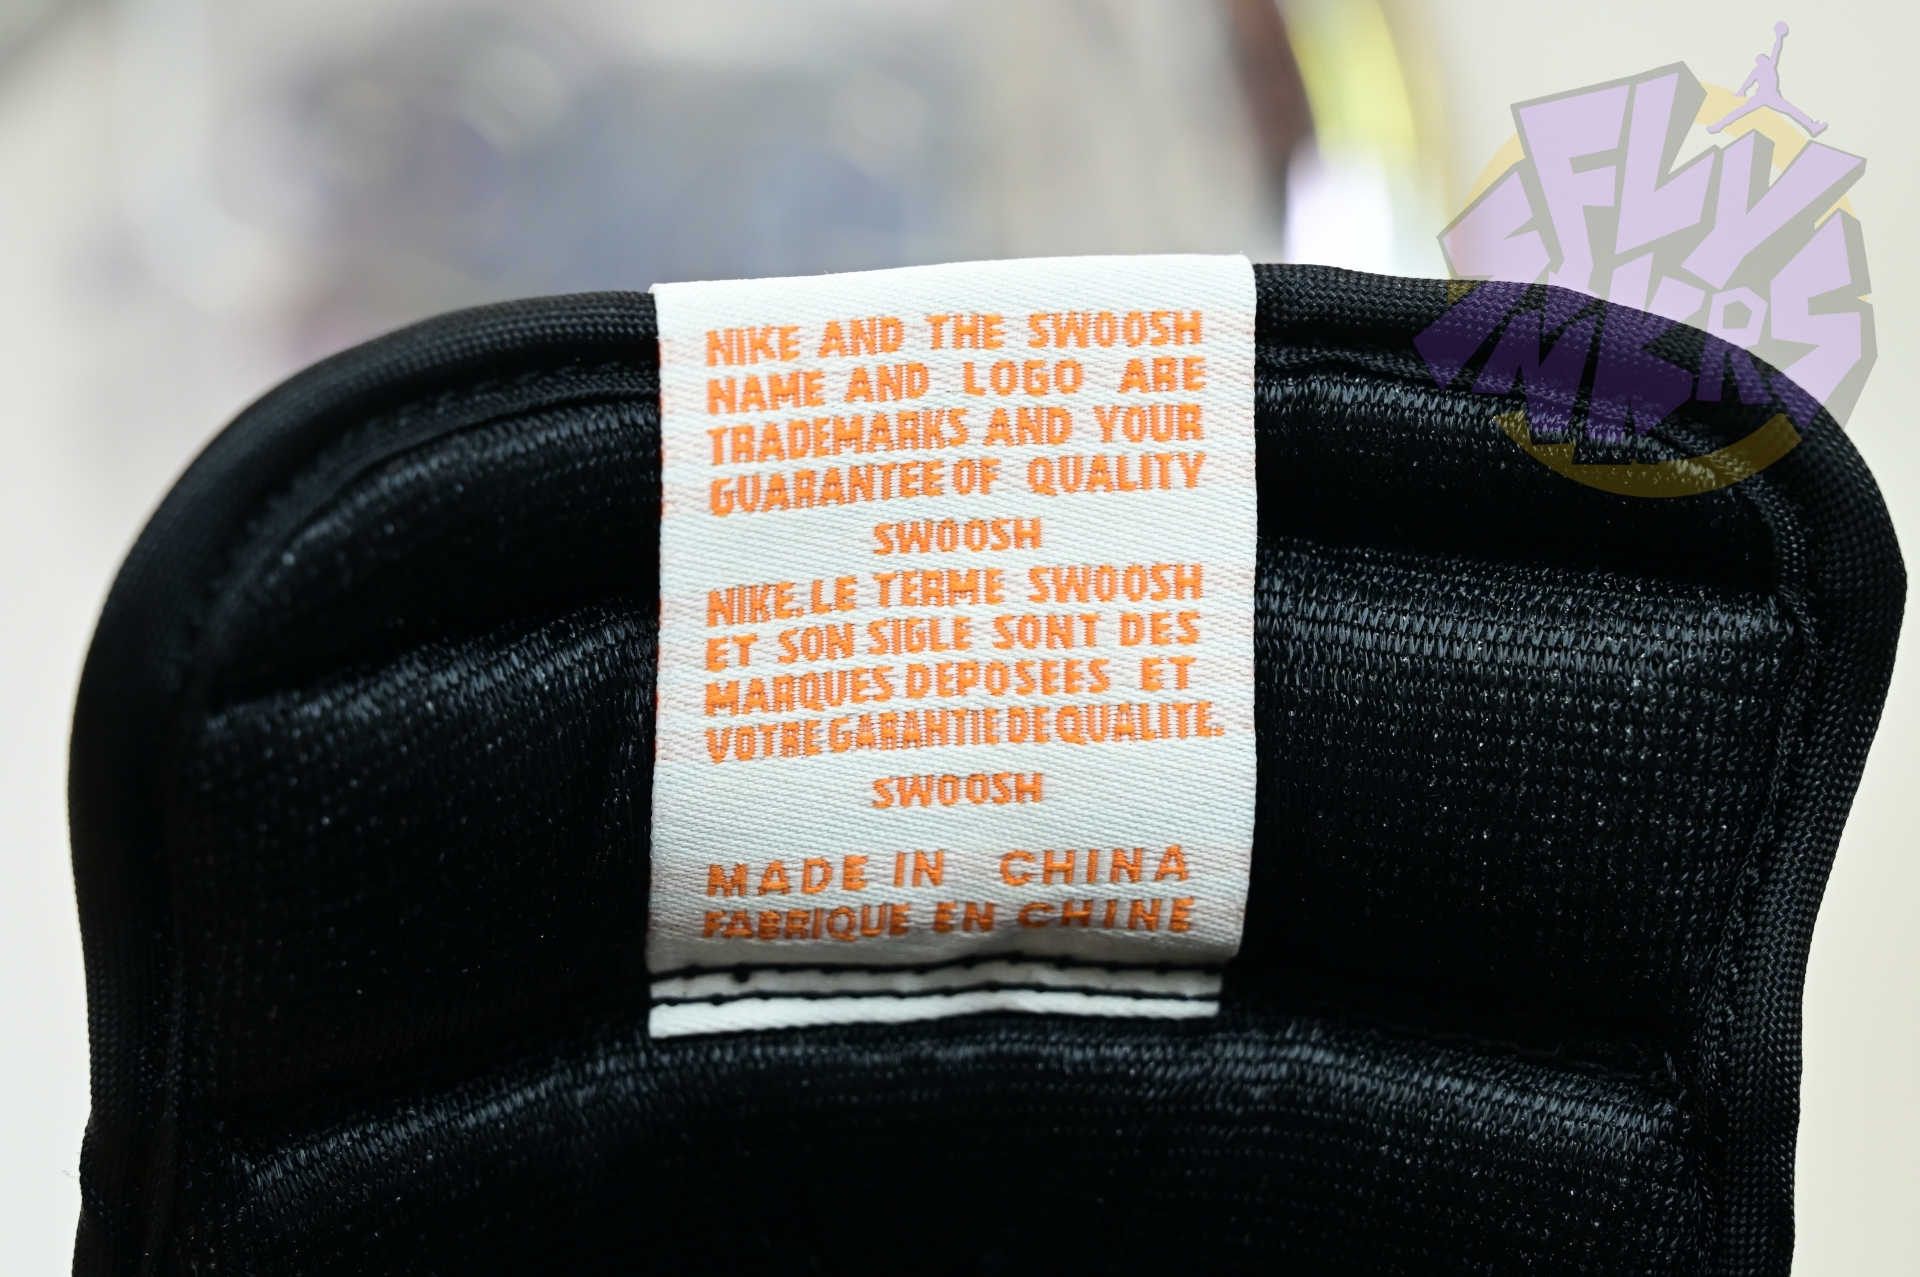 NIKE AND THE SWOOSH
NAME AND LOGO ARE
TRADEMARKS AND YOUR
GUARANTEE OF QUALITY
SWOOSH
NIKE.LE TERME SWOOSH
ET SON SIGLE SONT DES
MARQUES DEPOSEES ET
VOTRE GARANTIE DE QUALITE.
SWOOSH
MADE IN CHINA
FABRIQUE EN CHINE
FLY
SNKRS